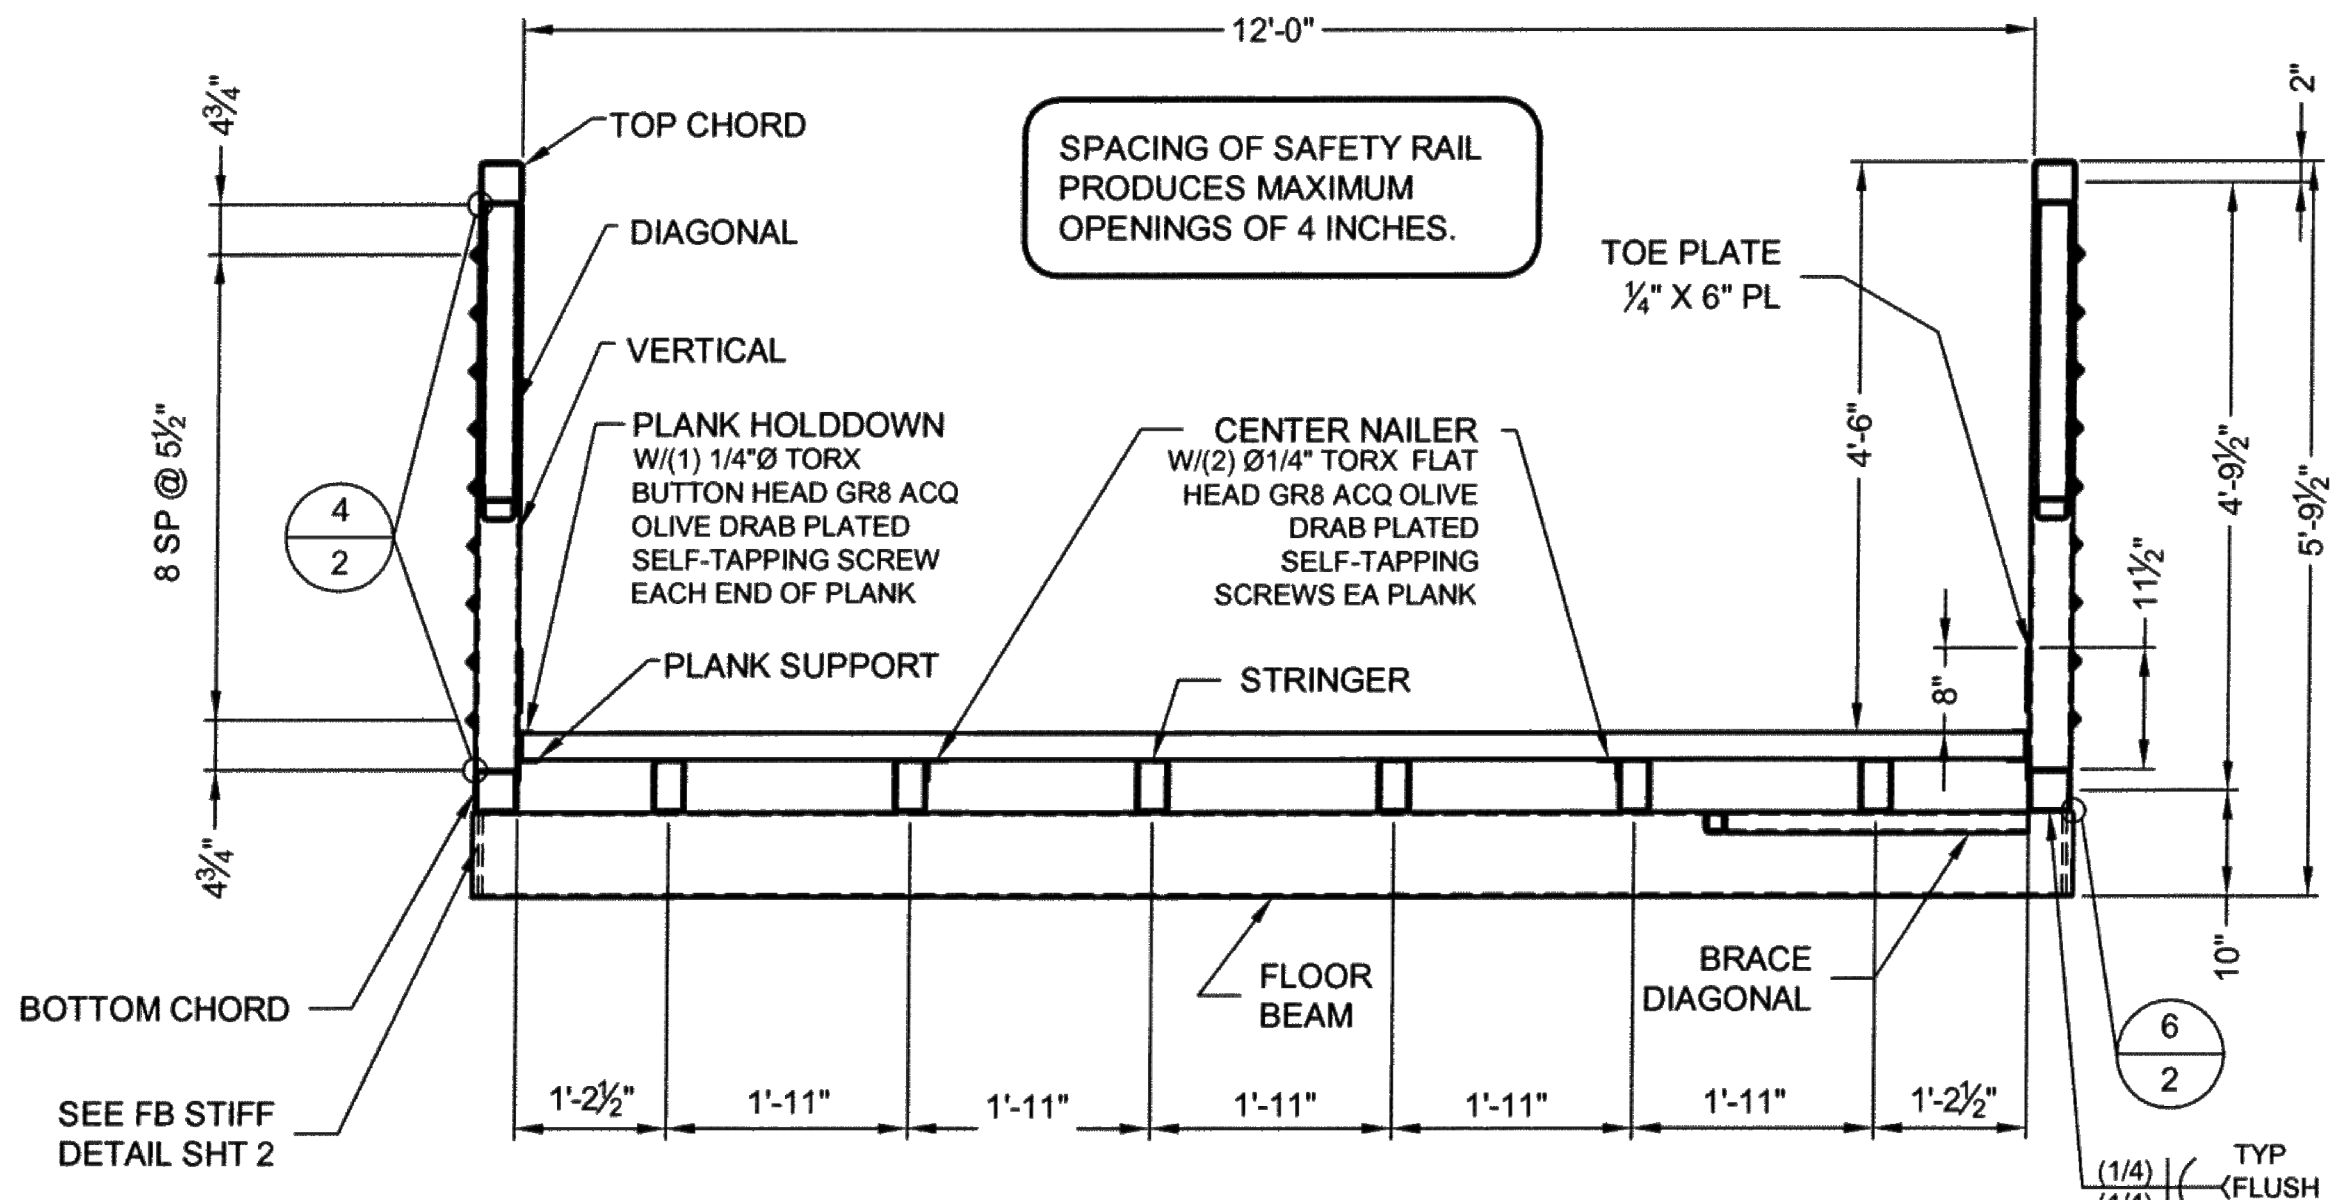 12'-0"
2"
4¾"
TOP CHORD
SPACING OF SAFETY RAIL
PRODUCES MAXIMUM
OPENINGS OF 4 INCHES.
DIAGONAL
TOE PLATE
¼" X 6" PL
VERTICAL
PLANK HOLDDOWN
W/(1) 1/4"Ø TORX
BUTTON HEAD GR8 ACQ
OLIVE DRAB PLATED
SELF-TAPPING SCREW
EACH END OF PLANK
CENTER NAILER
W/(2) Ø1/4" TORX FLAT
HEAD GR8 ACQ OLIVE
DRAB PLATED
SELF-TAPPING
SCREWS EA PLANK
4'-6"
4'-9½"
5'-9½"
8 SP @ 5½"
4
2
11½"
8"
PLANK SUPPORT
STRINGER
4¾"
10"
BOTTOM CHORD
FLOOR
BEAM
BRACE
DIAGONAL
6
2
SEE FB STIFF
DETAIL SHT 2
1'-2½"
1'-11"
1'-11"
1'-11"
1'-11"
1'-11"
1'-2½"
(1/4)
TYP
FLUSH